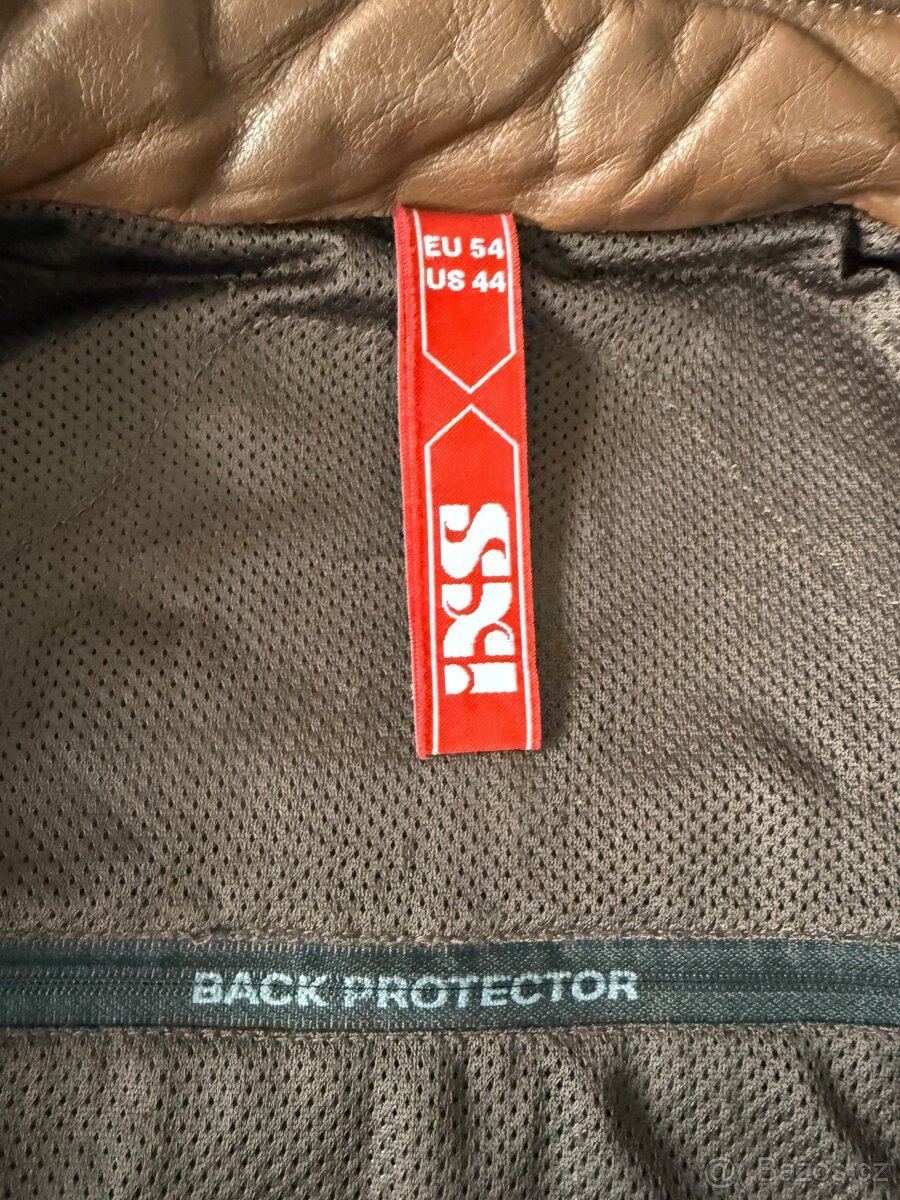 EU 54
US 44
iXS
BACK PROTECTOR
@ Bazos.cz